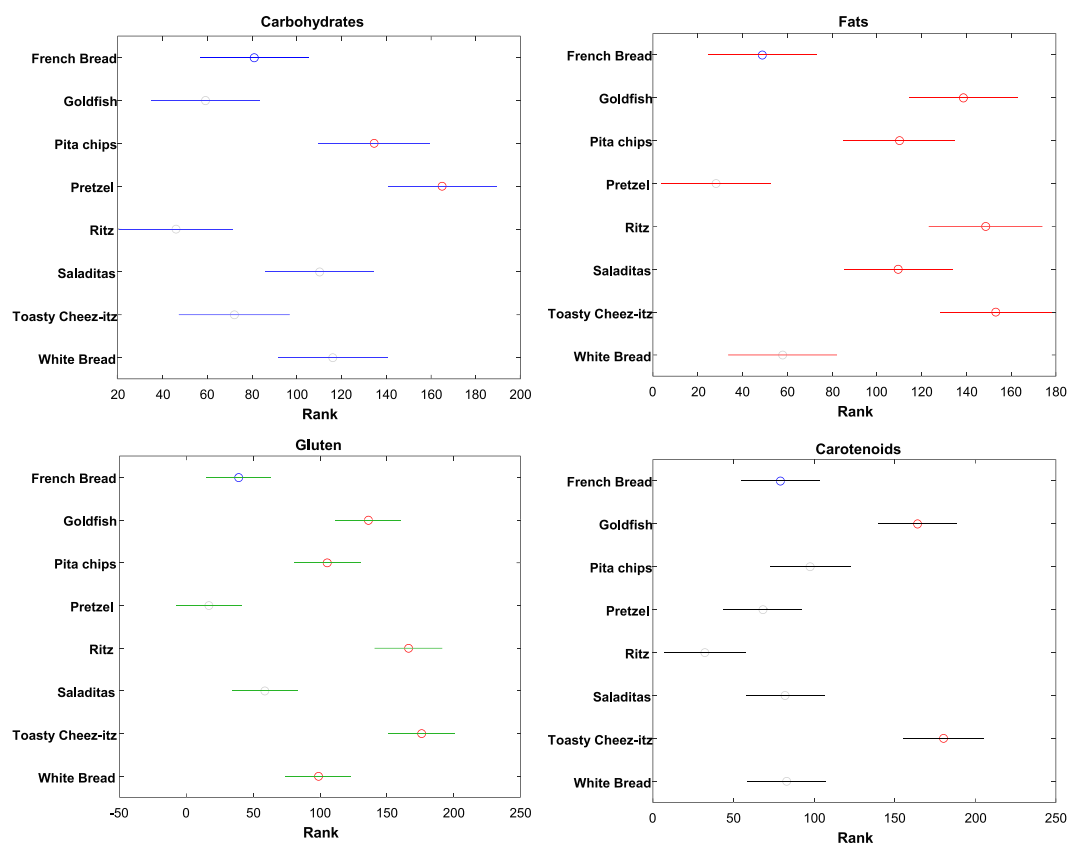 Carbohydrates
French Bread
Goldfish
Pita chips
Pretzel
Ritz
Saladitas
Toasty Cheez-itz
White Bread
20 40 60 80 100 120 140 160 180 200
Rank
Fats
French Bread
Goldfish
Pita chips
Pretzel
Ritz
Saladitas
Toasty Cheez-itz
White Bread
0 20 40 60 80 100 120 140 160 180
Rank
Gluten
French Bread
Goldfish
Pita chips
Pretzel
Ritz
Saladitas
Toasty Cheez-itz
White Bread
-50 0 50 100 150 200 250
Rank
Carotenoids
French Bread
Goldfish
Pita chips
Pretzel
Ritz
Saladitas
Toasty Cheez-itz
White Bread
0 50 100 150 200 250
Rank